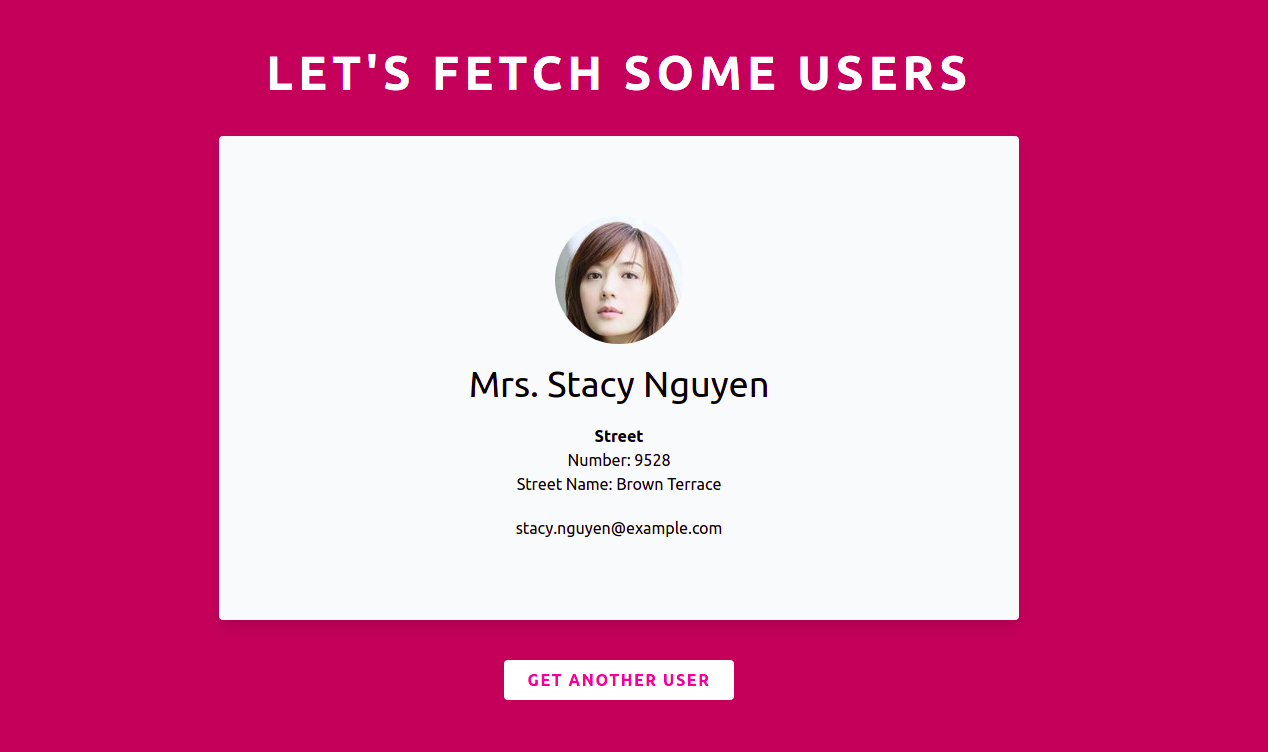 LET'S FETCH SOME USERS
Mrs. Stacy Nguyen
Street
Number: 9528
Street Name: Brown Terrace
stacy.nguyen@example.com
GET ANOTHER USER